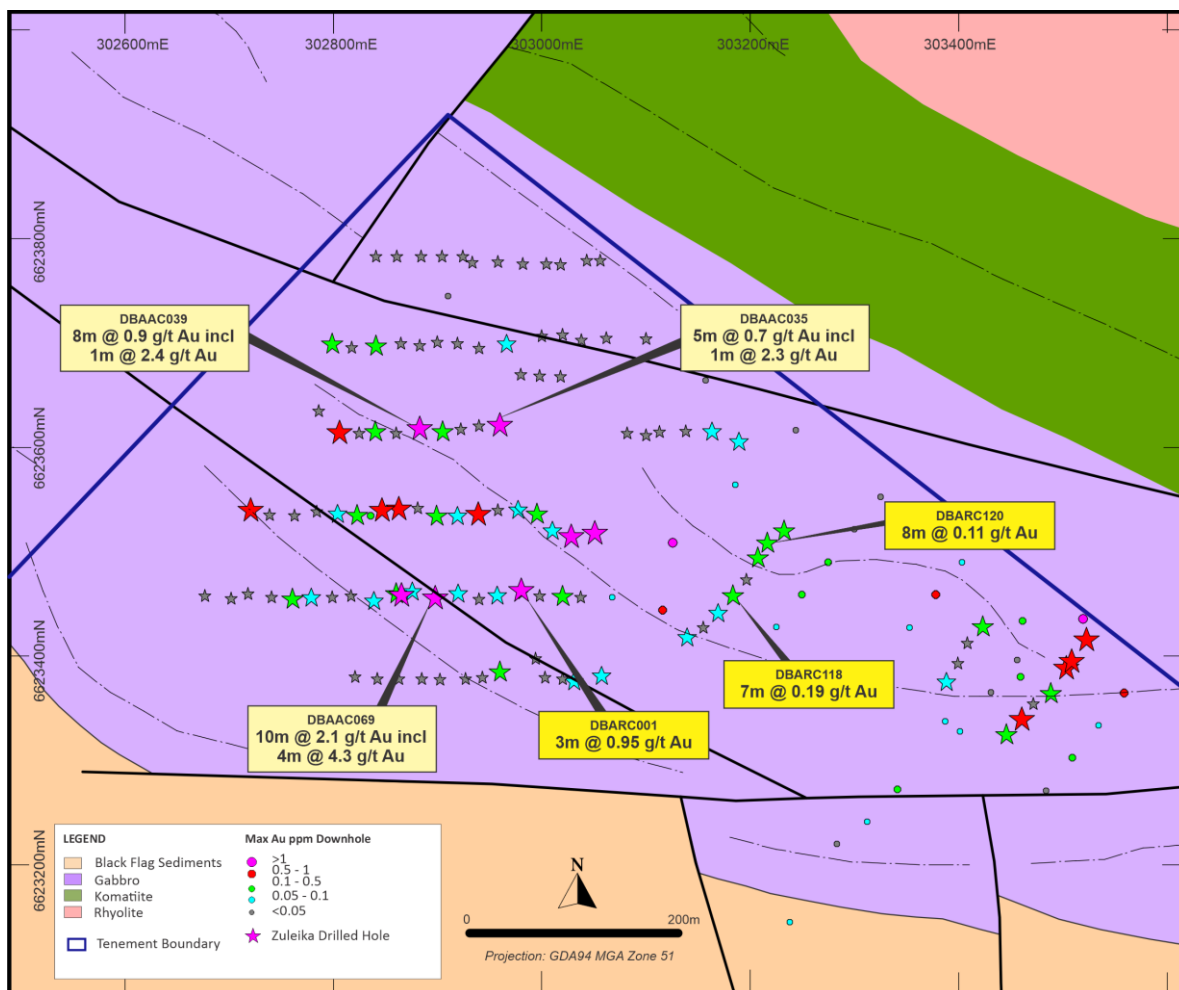 302600mE
302800mE
303000mE
303200mE
303400mE
6623800mN
6623600mN
6623400mN
6623200mN
DBAAC039
8m @ 0.9 g/t Au incl
1m @ 2.4 g/t Au
DBAAC035
5m @ 0.7 g/t Au incl
1m @ 2.3 g/t Au
DBARC120
8m @ 0.11 g/t Au
DBARC118
7m @ 0.19 g/t Au
DBAAC069
10m @ 2.1 g/t Au incl
4m @ 4.3 g/t Au
DBARC001
3m @ 0.95 g/t Au
LEGEND
Black Flag Sediments
Gabbro
Komatiite
Rhyolite
Tenement Boundary
Max Au ppm Downhole
>1
0.5 - 1
0.1 - 0.5
0.05 - 0.1
<0.05
Zuleika Drilled Hole
N
0
200m
Projection: GDA94 MGA Zone 51